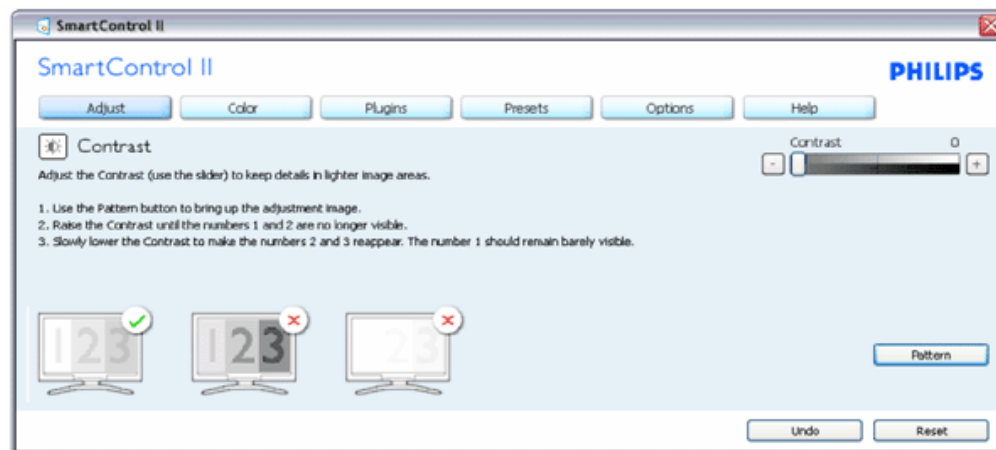 SmartControl II
SmartControl II
PHILIPS
Adjust Color Plugins Presets Options Help
Contrast
Contrast 0
- +
Adjust the Contrast (use the slider) to keep details in lighter image areas.
1. Use the Pattern button to bring up the adjustment image.
2. Raise the Contrast until the numbers 1 and 2 are no longer visible.
3. Slowly lower the Contrast to make the numbers 2 and 3 reappear. The number 1 should remain barely visible.
123 123 23
Pattern
Undo Reset